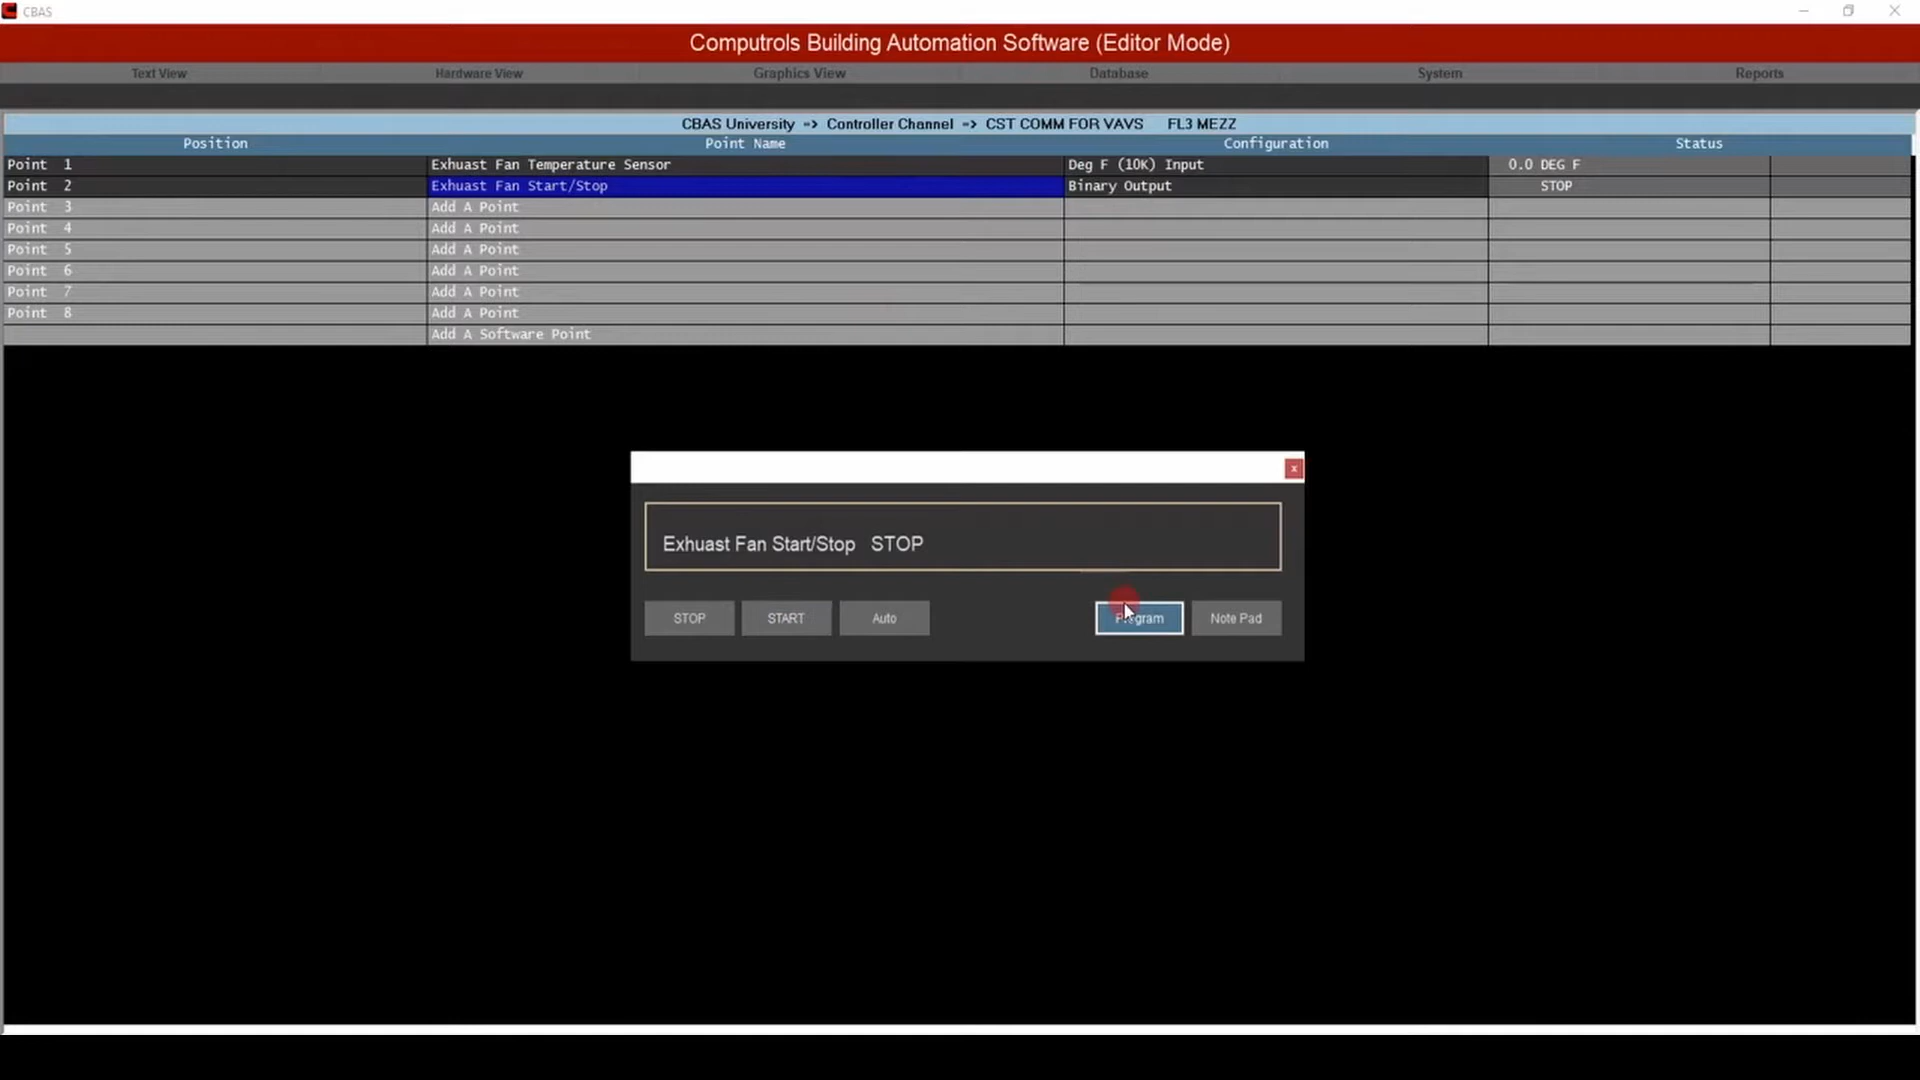 CBAS
Computrols Building Automation Software (Editor Mode)
Text View Hardware View Graphics View Database System Reports
CBAS University => Controller Channel => CST COMM FOR VAVS FL3 MEZZ
Position Point Name Configuration Status
Point 1 Exhuast Fan Temperature Sensor Deg F (10K) Input 0.0 DEG F
Point 2 Exhuast Fan Start/Stop Binary Output STOP
Point 3 Add A Point
Point 4 Add A Point
Point 5 Add A Point
Point 6 Add A Point
Point 7 Add A Point
Point 8 Add A Point
Add A Software Point
x
Exhuast Fan Start/Stop STOP
STOP START Auto Program Note Pad